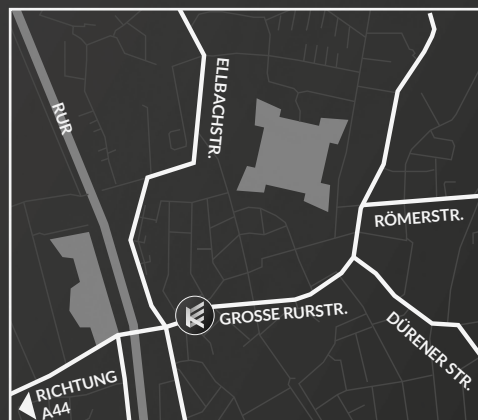 ELLBACHSTR.
RUR
RÖMERSTR.
GROSSE RURSTR.
DÜRENER STR.
RICHTUNG
A44